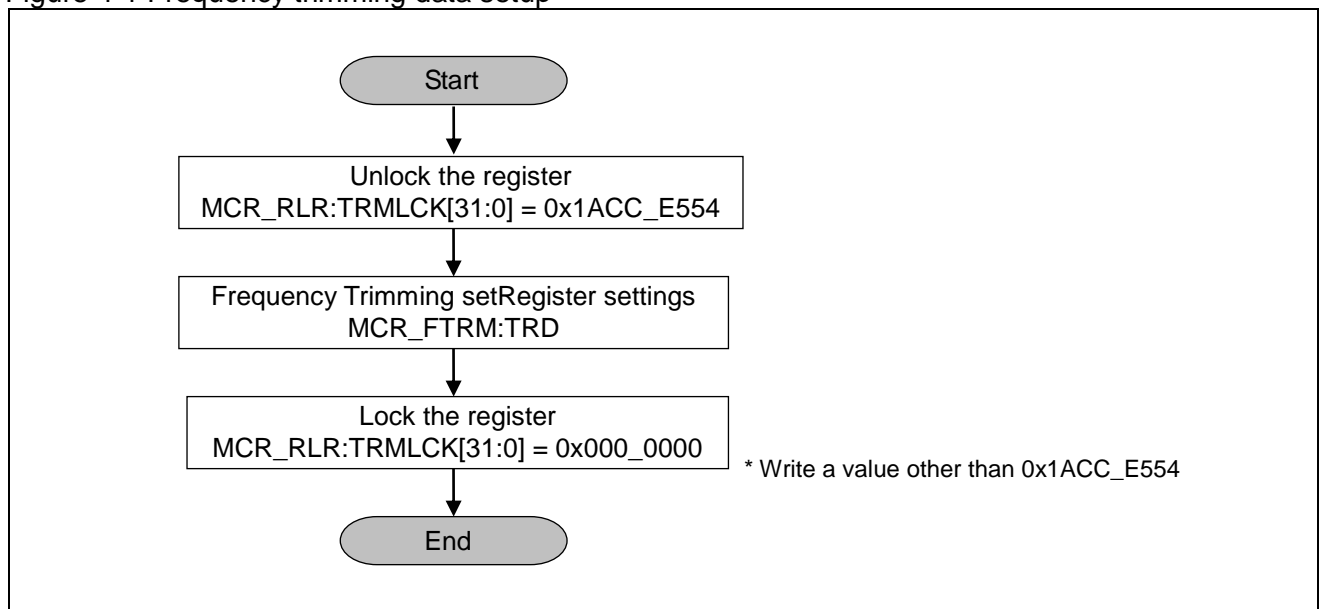 Figure 4-1 Frequency trimming data setup
Start
Unlock the register
MCR_RLR:TRMLCK[31:0] = 0x1ACC_E554
Frequency Trimming setRegister settings
MCR_FTRM:TRD
Lock the register
MCR_RLR:TRMLCK[31:0] = 0x000_0000
* Write a value other than 0x1ACC_E554
End